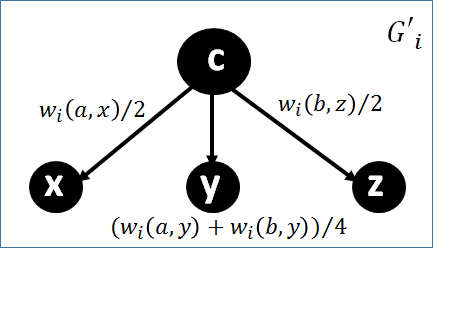 G'ᵢ
c
wᵢ(a, x)/2
wᵢ(b, z)/2
x
y
z
(wᵢ(a, y) + wᵢ(b, y))/4